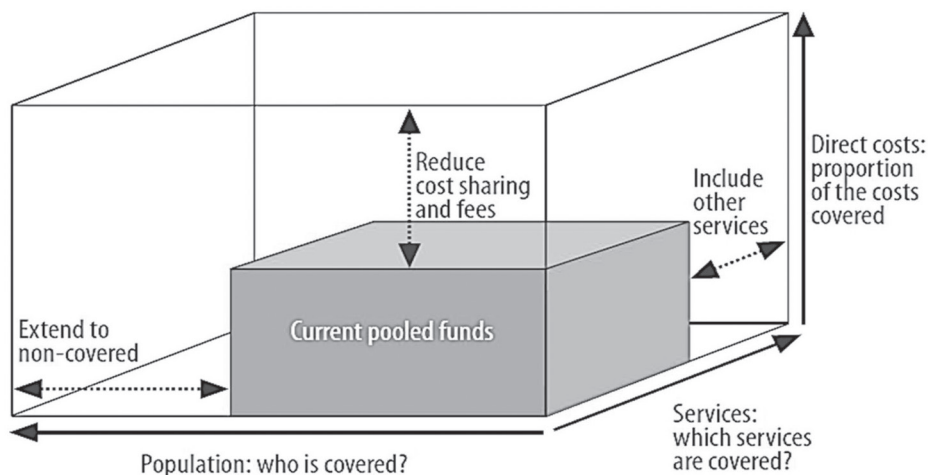 Direct costs:
proportion
of the costs
covered
Reduce
cost sharing
and fees
Include
other
services
Extend to
non-covered
Current pooled funds
Services:
which services
are covered?
Population: who is covered?